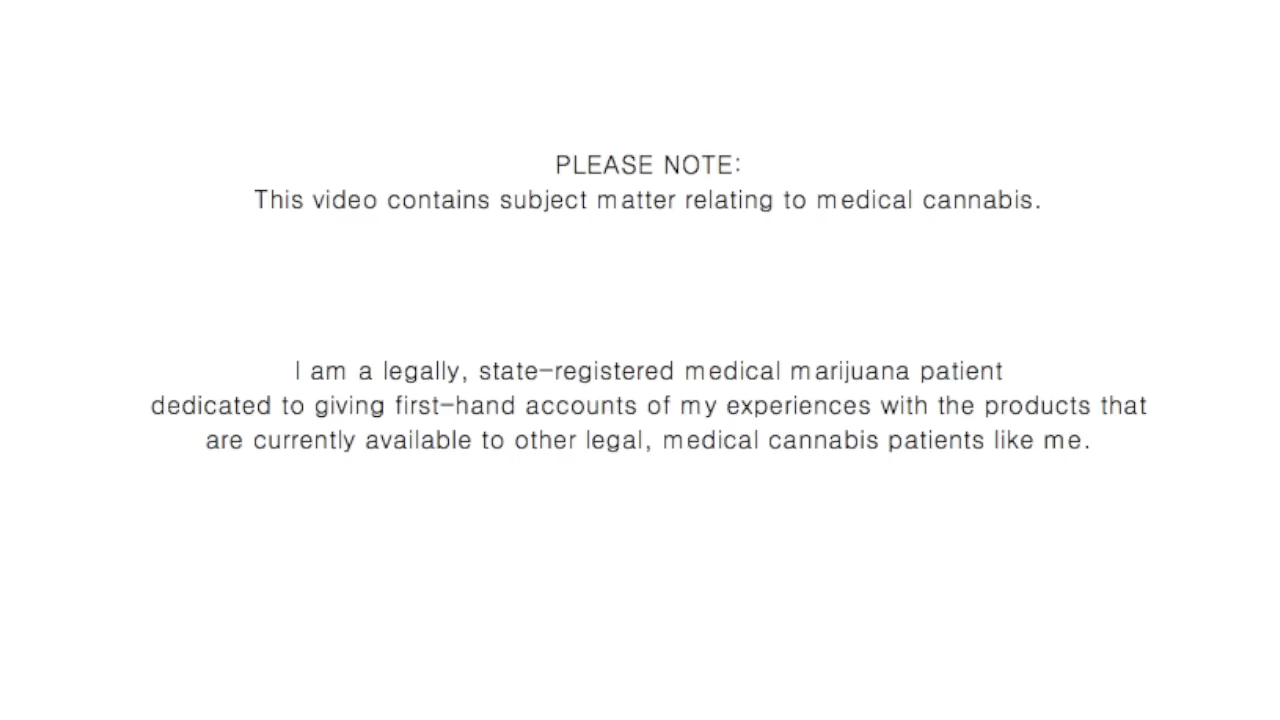 PLEASE NOTE:
This video contains subject matter relating to medical cannabis.
I am a legally, state-registered medical marijuana patient
dedicated to giving first-hand accounts of my experiences with the products that
are currently available to other legal, medical cannabis patients like me.